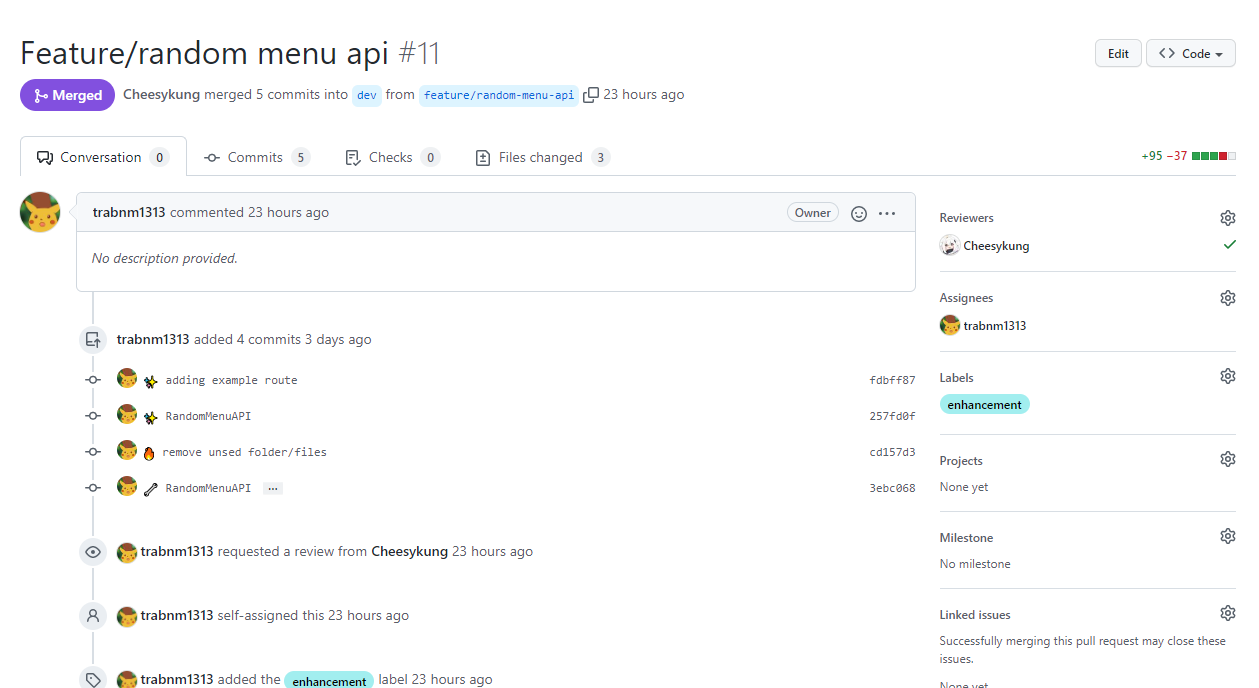 Feature/random menu api #11
Edit
Code
Merged
Cheesykung merged 5 commits into dev from feature/random-menu-api 23 hours ago
Conversation 0
Commits 5
Checks 0
Files changed 3
+95 −37
trabnm1313 commented 23 hours ago
Owner
No description provided.
trabnm1313 added 4 commits 3 days ago
adding example route fdbff87
RandomMenuAPI 257fd0f
remove unsed folder/files cd157d3
RandomMenuAPI … 3ebc068
trabnm1313 requested a review from Cheesykung 23 hours ago
trabnm1313 self-assigned this 23 hours ago
trabnm1313 added the enhancement label 23 hours ago
Reviewers
Cheesykung
Assignees
trabnm1313
Labels
enhancement
Projects
None yet
Milestone
No milestone
Linked issues
Successfully merging this pull request may close these
issues.
None yet